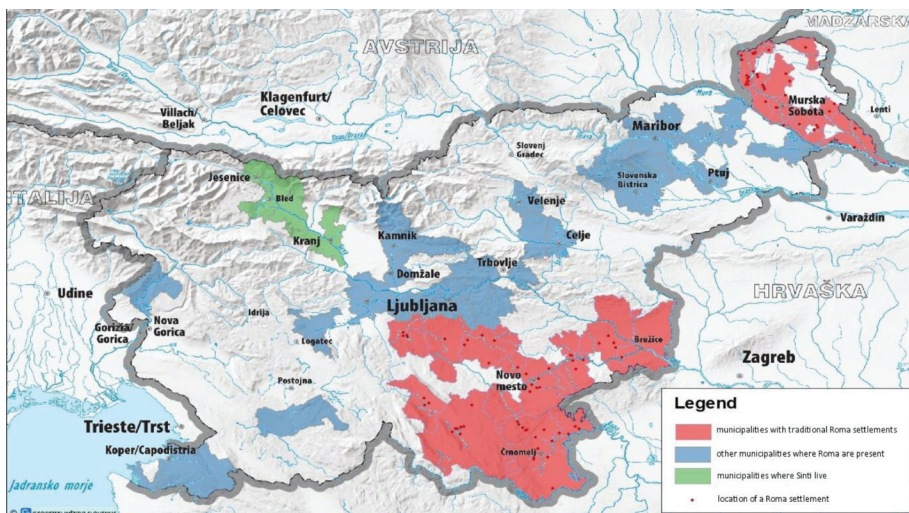 MADŽARSKA
AVSTRIJA
Klagenfurt/
Celovec
Villach/
Beljak
Murska
Sobota
Lenti
Maribor
Slovenj
Gradec
Jesenice
Bled
Slovenska
Bistrica
Ptuj
ITALIJA
Velenje
Varaždin
Kranj
Kamnik
Celje
Trbovlje
Domžale
Udine
Ljubljana
HRVAŠKA
Idrija
Gorizia/
Gorica
Nova
Gorica
Logatec
Brežice
Zagreb
Novo
mesto
Postojna
Trieste/Trst
Koper/Capodistria
Črnomelj
Jadransko morje
Legend
municipalities with traditional Roma settlements
other municipalities where Roma are present
municipalities where Sinti live
location of a Roma settlement